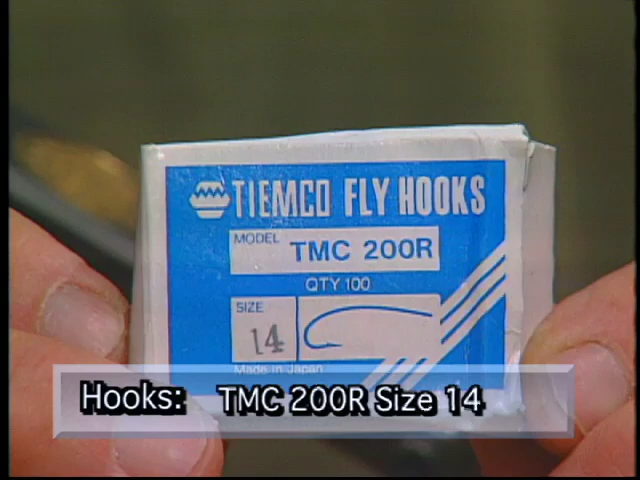 TIEMCO FLY HOOKS
MODEL TMC 200R
QTY 100
SIZE
14
Made in Japan
Hooks: TMC 200R Size 14